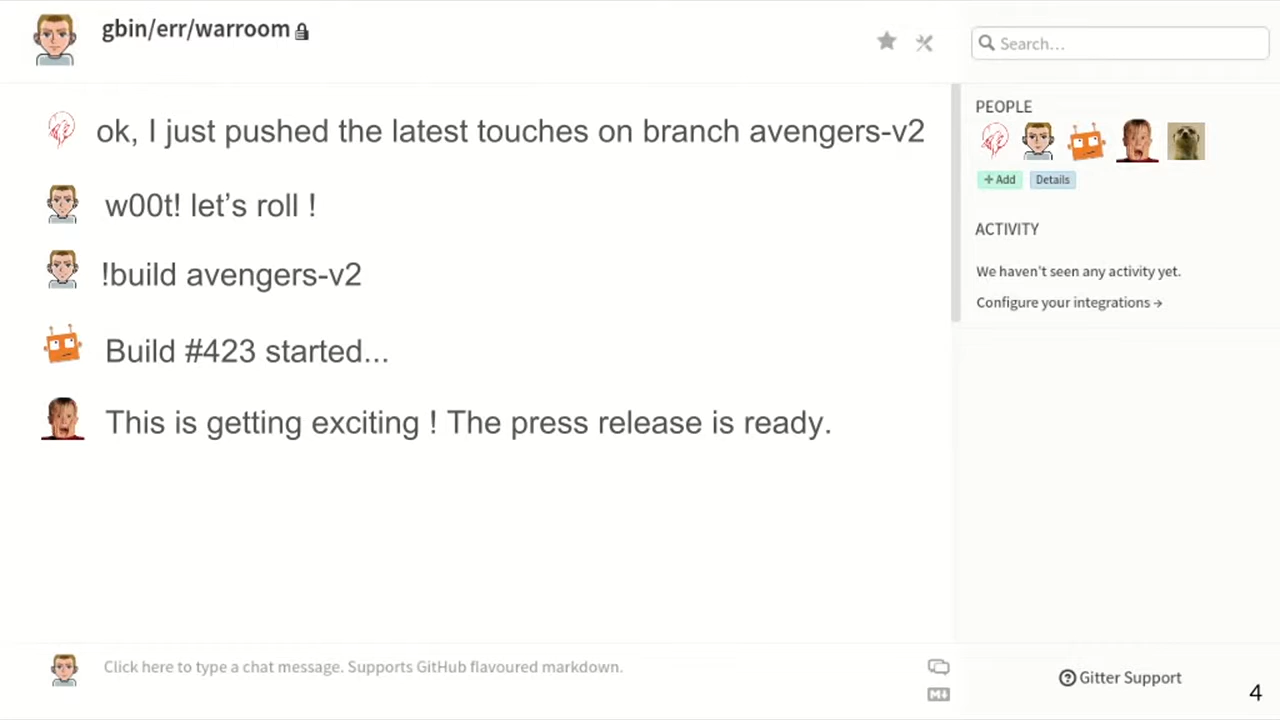 gbin/err/warroom
Search...
ok, I just pushed the latest touches on branch avengers-v2
w00t! let’s roll !
!build avengers-v2
Build #423 started...
This is getting exciting ! The press release is ready.
PEOPLE
+ Add
Details
ACTIVITY
We haven't seen any activity yet.
Configure your integrations →
Click here to type a chat message. Supports GitHub flavoured markdown.
M↓
? Gitter Support
4